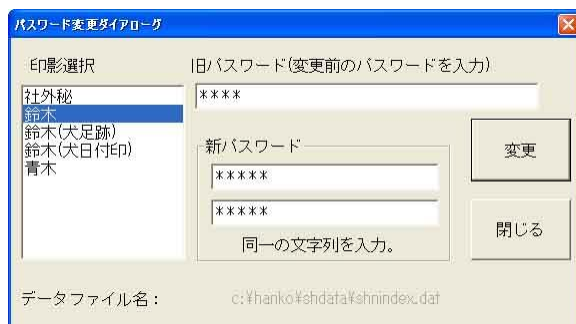 パスワード変更ダイアローグ
印影選択
旧パスワード(変更前のパスワードを入力)
社外秘
鈴木
鈴木(犬足跡)
鈴木(犬日付印)
青木
****
新パスワード
*****
*****
同一の文字列を入力。
変更
閉じる
データファイル名：
c:¥hanko¥shdata¥shnindex.dat